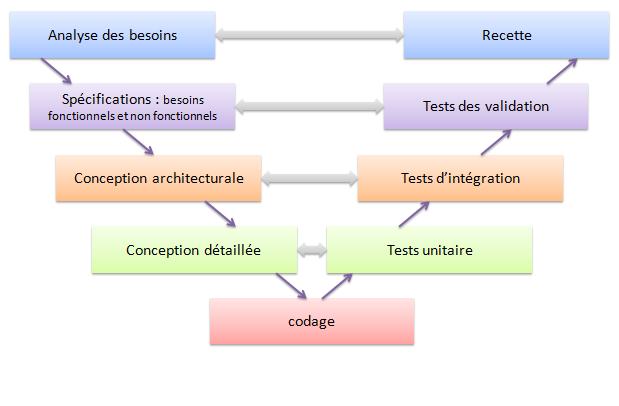 Analyse des besoins
Recette
Spécifications : besoins
fonctionnels et non fonctionnels
Tests des validation
Conception architecturale
Tests d’intégration
Conception détaillée
Tests unitaire
codage